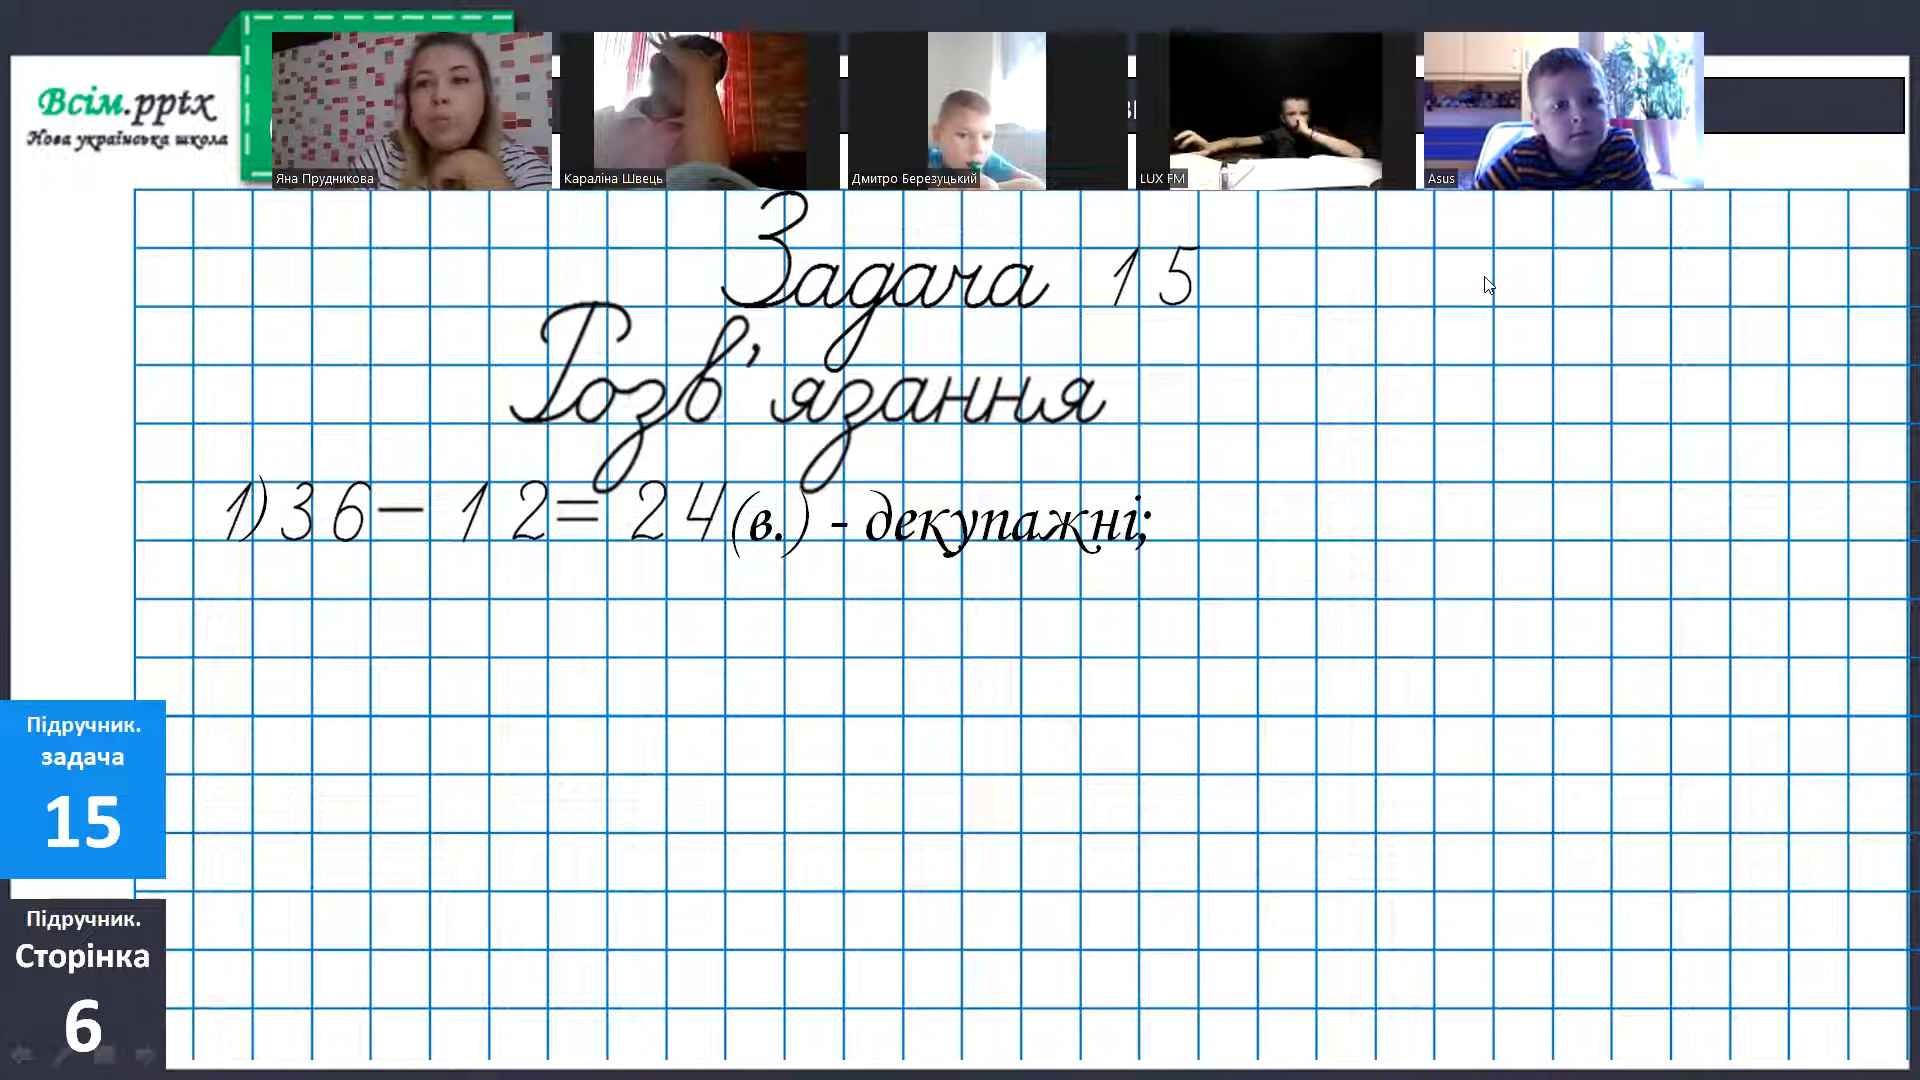 Всім.pptx
Нова українська школа
Яна Прудникова
Караліна Швець
Дмитро Березуцький
LUX FM
Asus
Задача 15
Розв'язання
1) 36 - 12 = 24 (в.) - декупажні;
Підручник.
задача
15
Підручник.
Сторінка
6